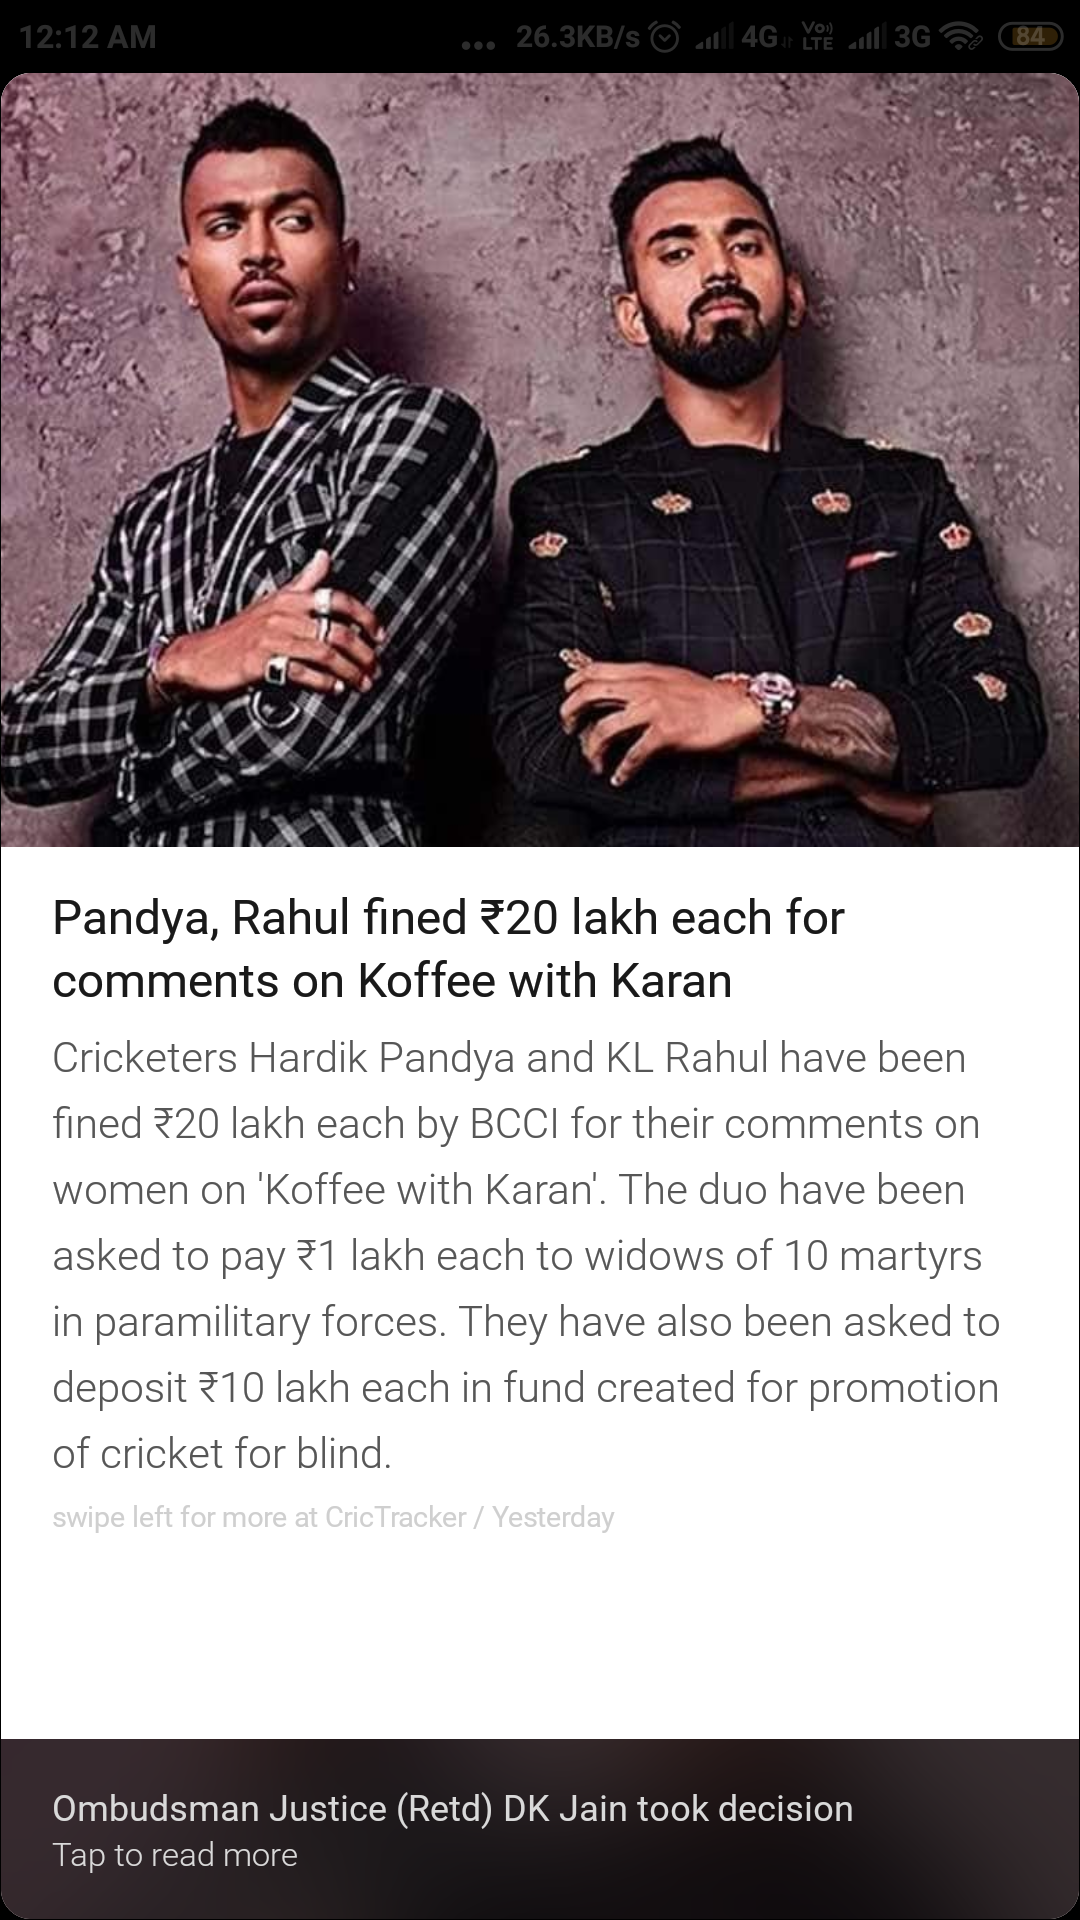 12:12 AM ... 26.3KB/s 4G Vo) LTE 3G 84
Pandya, Rahul fined ₹20 lakh each for
comments on Koffee with Karan
Cricketers Hardik Pandya and KL Rahul have been
fined ₹20 lakh each by BCCI for their comments on
women on 'Koffee with Karan'. The duo have been
asked to pay ₹1 lakh each to widows of 10 martyrs
in paramilitary forces. They have also been asked to
deposit ₹10 lakh each in fund created for promotion
of cricket for blind.
swipe left for more at CricTracker / Yesterday
Ombudsman Justice (Retd) DK Jain took decision
Tap to read more